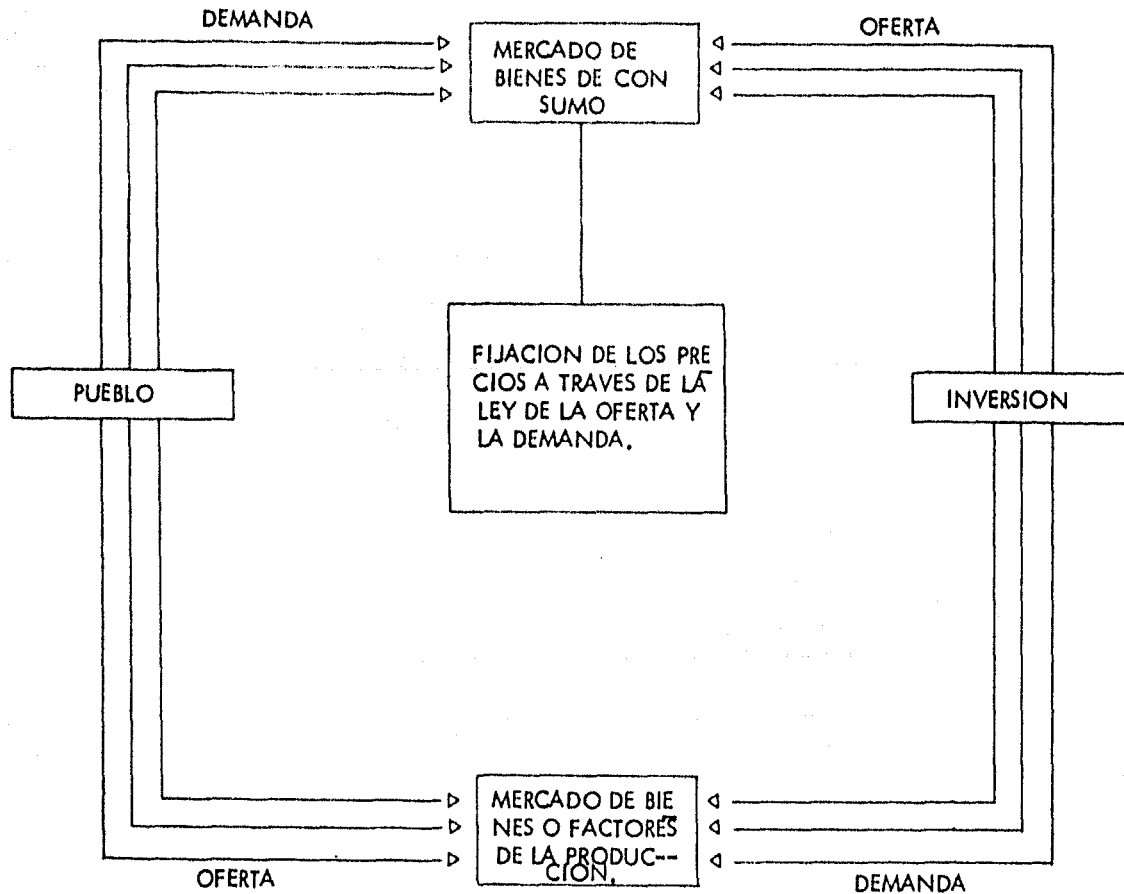 DEMANDA
OFERTA
MERCADO DE
BIENES DE CON
SUMO
FIJACION DE LOS PRE
CIOS A TRAVES DE LA
LEY DE LA OFERTA Y
LA DEMANDA.
PUEBLO
INVERSION
MERCADO DE BIE
NES O FACTORES
DE LA PRODUC--
CION.
OFERTA
DEMANDA